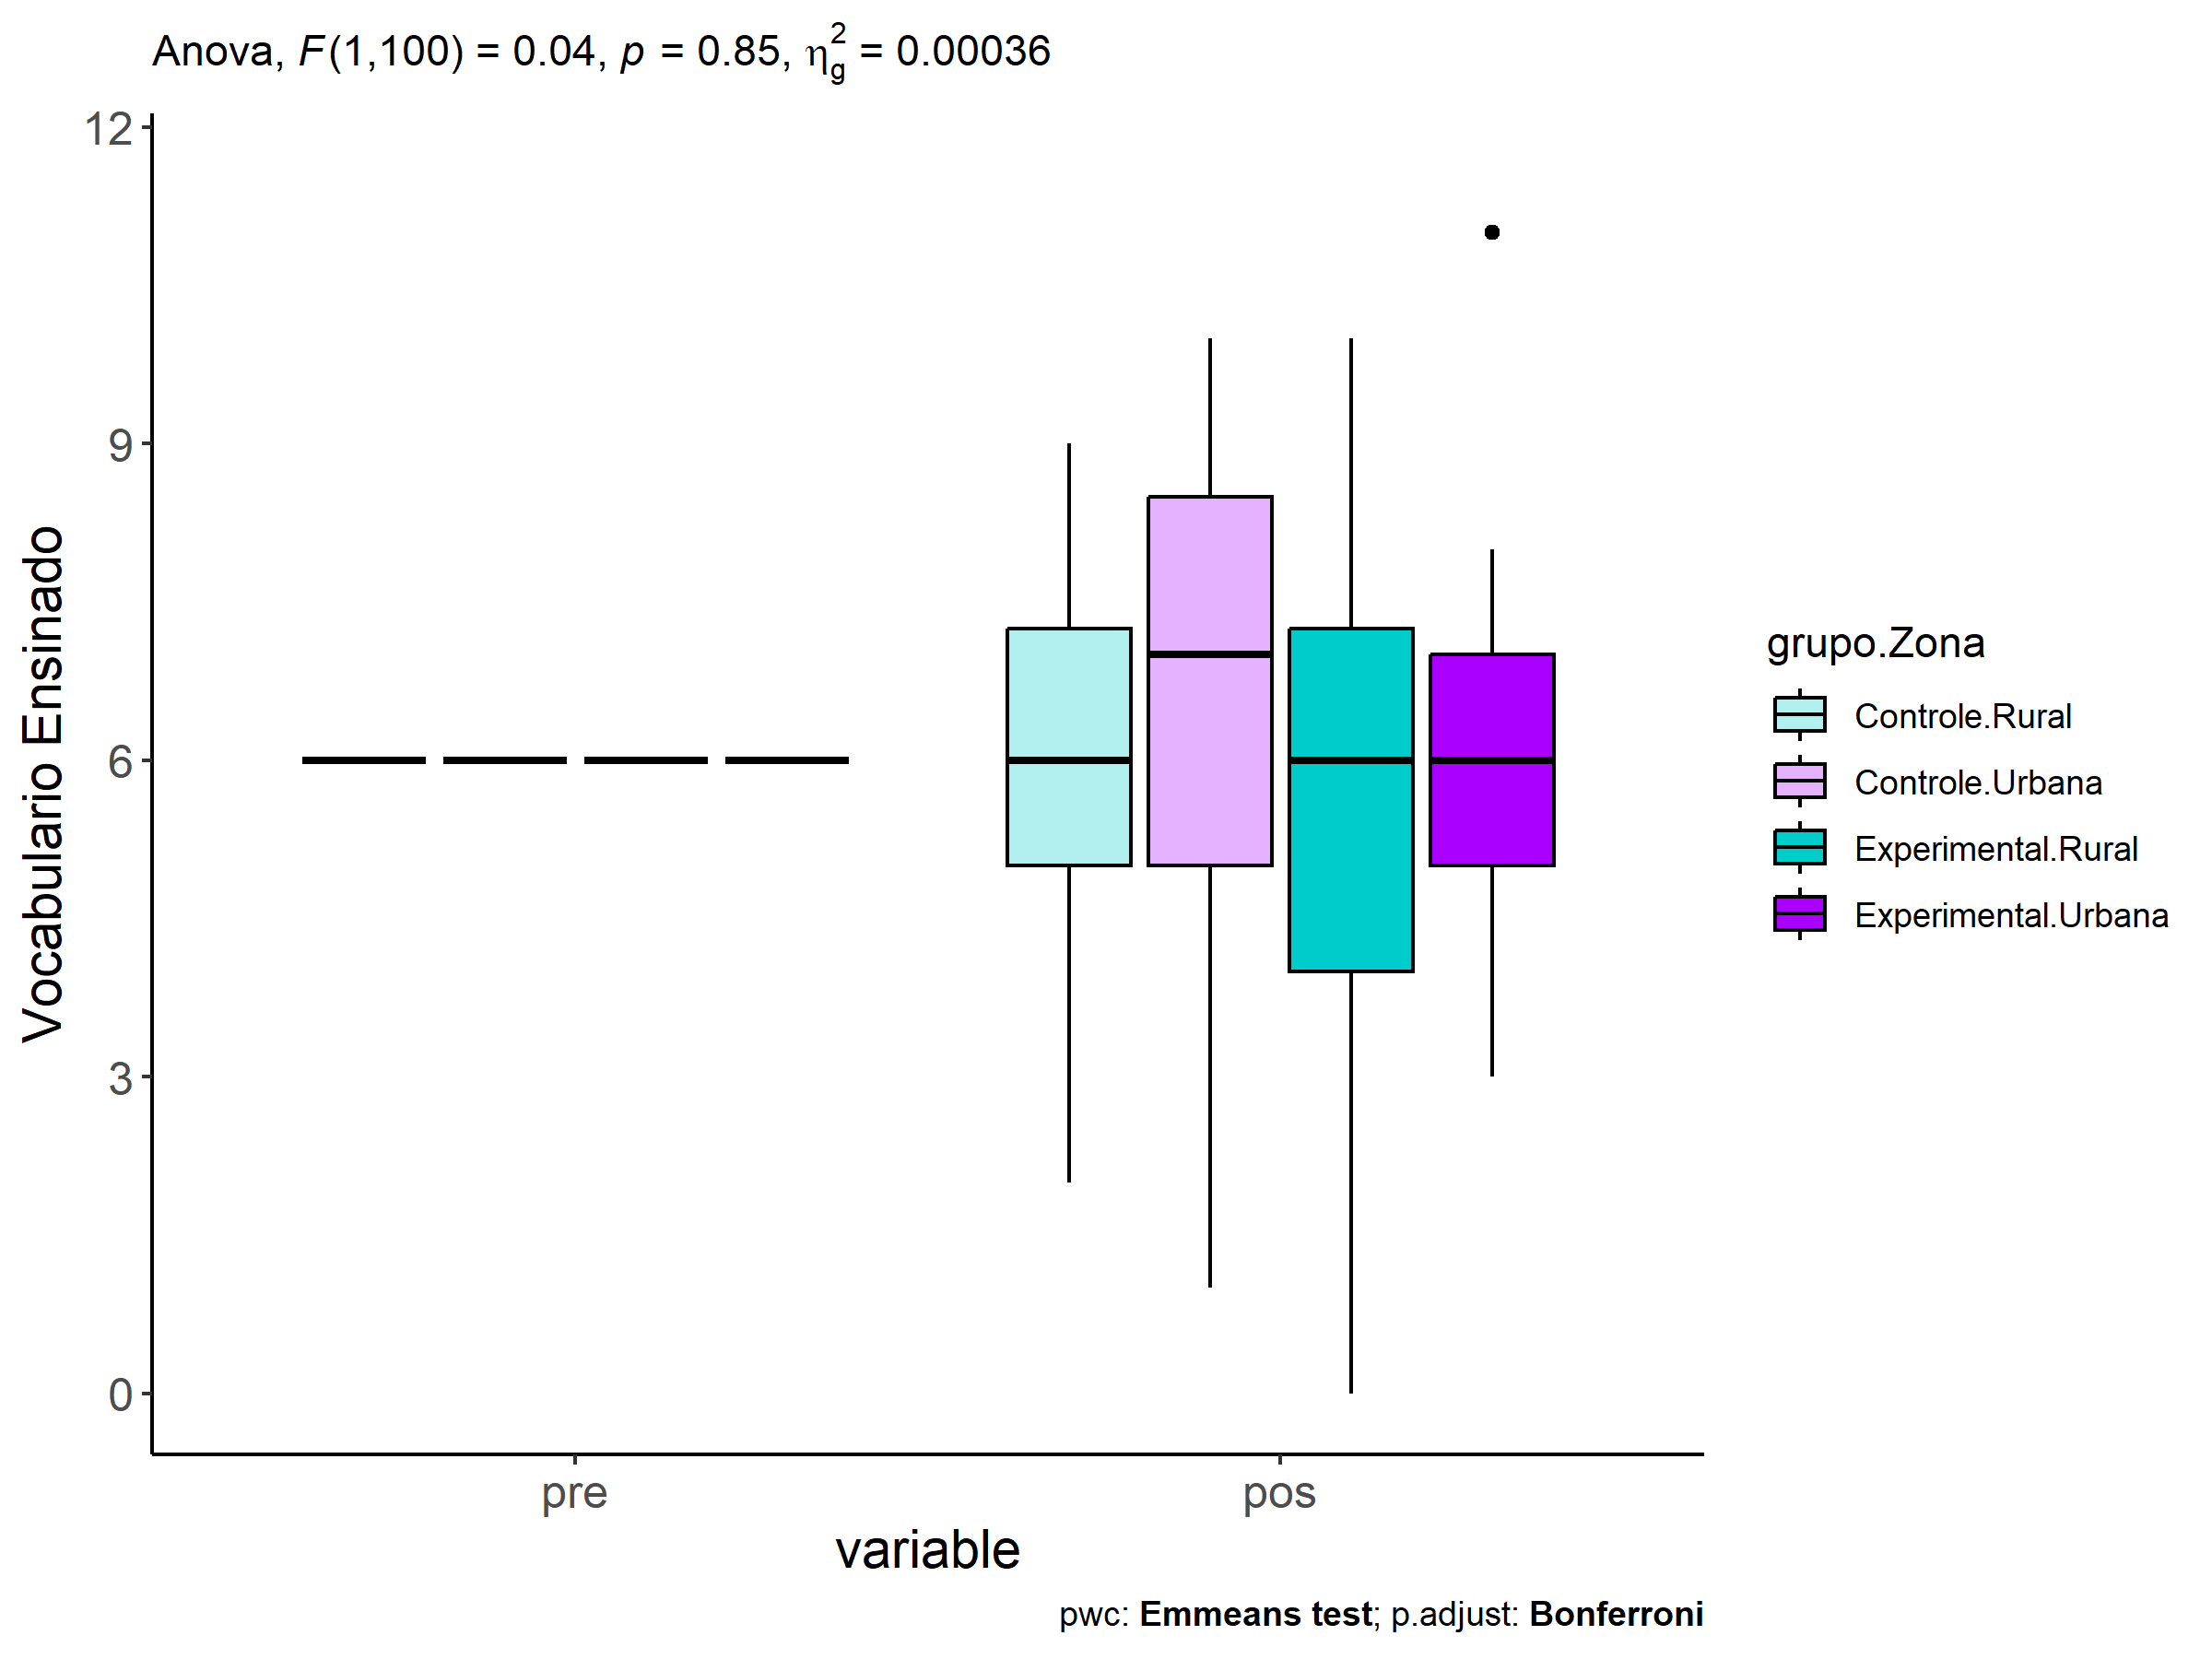 Anova, F(1,100) = 0.04, p = 0.85, η²g = 0.00036
12
9
6
3
0
Vocabulario Ensinado
pre
pos
variable
grupo.Zona
Controle.Rural
Controle.Urbana
Experimental.Rural
Experimental.Urbana
pwc: Emmeans test; p.adjust: Bonferroni